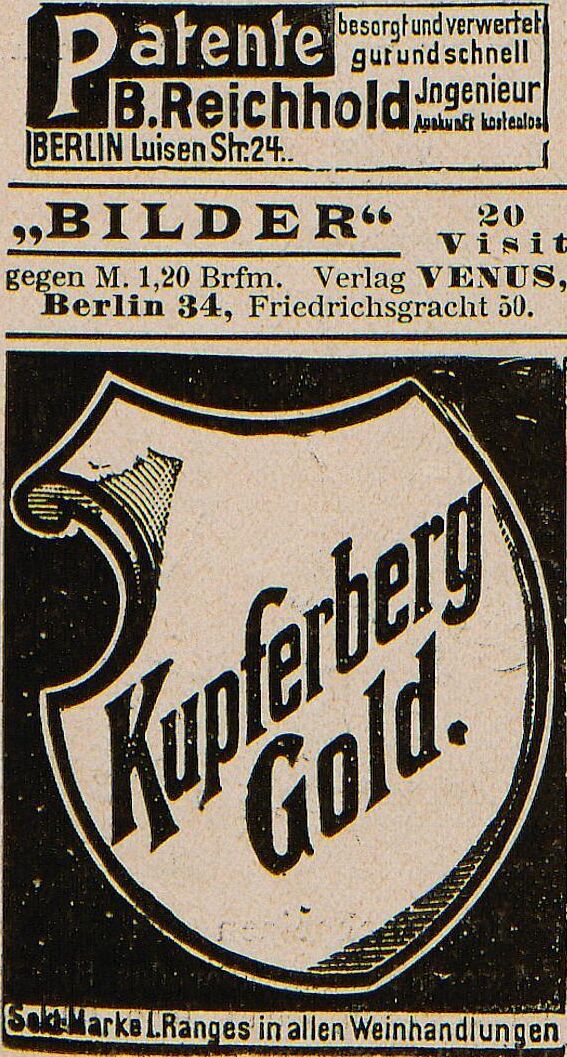 Patente besorgt und verwertet
gut und schnell
B. Reichhold Jngenieur
Auskunft kostenlos
BERLIN Luisen Str. 24.
„BILDER“ 20
Visit
gegen M. 1,20 Brfm. Verlag VENUS,
Berlin 34, Friedrichsgracht 50.
Kupferberg
Gold.
Sekt-Marke I. Ranges in allen Weinhandlungen